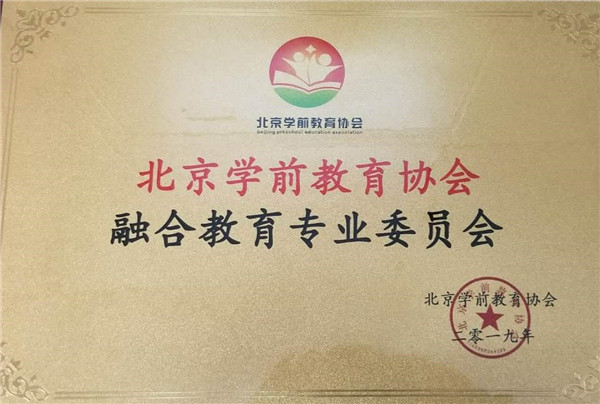 北京学前教育协会
beijing preschool education association
北京学前教育协会
融合教育专业委员会
北京学前教育协会
二零一九年